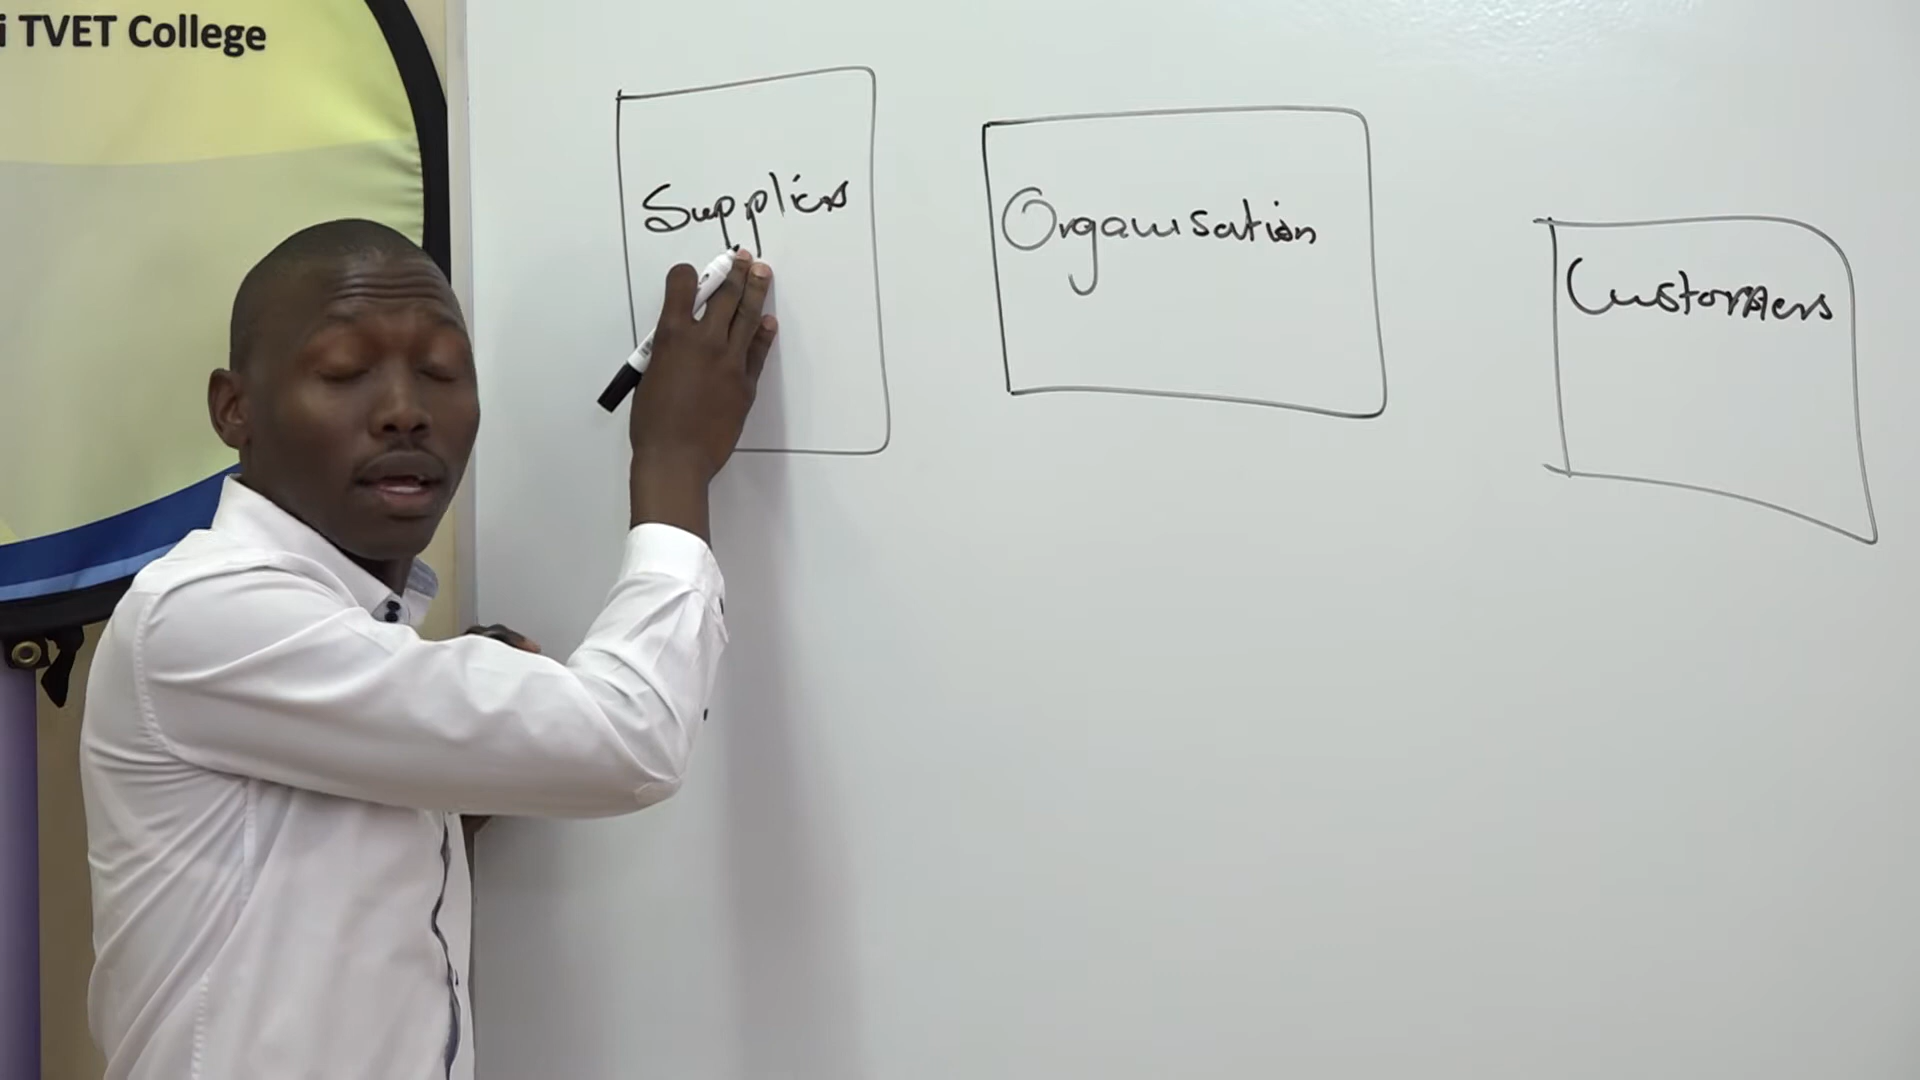 i TVET College
Suppliers
Organisation
Customers